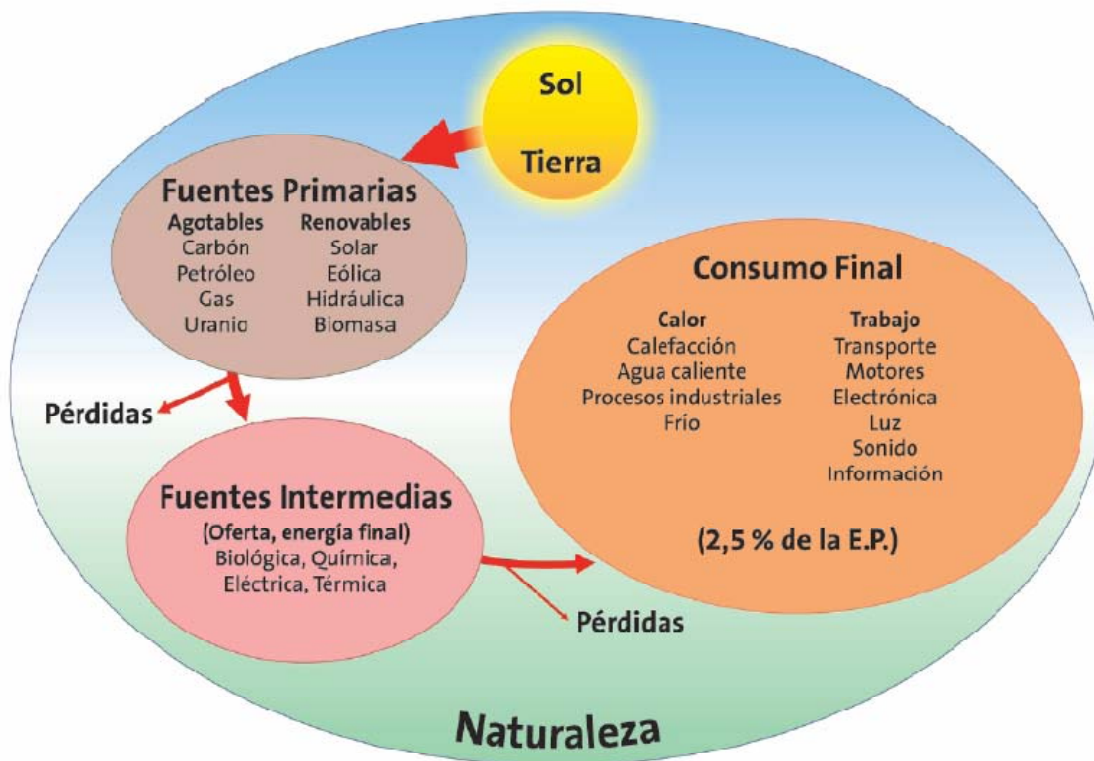 Sol
Tierra
Fuentes Primarias
Agotables Renovables
Carbón Solar
Petróleo Eólica
Gas Hidráulica
Uranio Biomasa
Pérdidas
Fuentes Intermedias
(Oferta, energía final)
Biológica, Química,
Eléctrica, Térmica
Pérdidas
Consumo Final
Calor Trabajo
Calefacción Transporte
Agua caliente Motores
Procesos industriales Electrónica
Frío Luz
Sonido
Información
(2,5 % de la E.P.)
Naturaleza